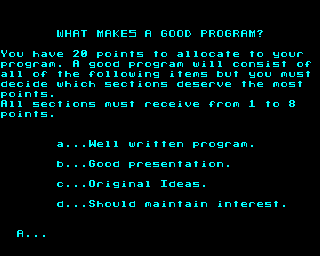 WHAT MAKES A GOOD PROGRAM?
You have 20 points to allocate to your
program. A good program will consist of
all of the following items but you must
decide which sections deserve the most
points.
All sections must receive from 1 to 8
points.
a...Well written program.
b...Good presentation.
c...Original Ideas.
d...Should maintain interest.
A...